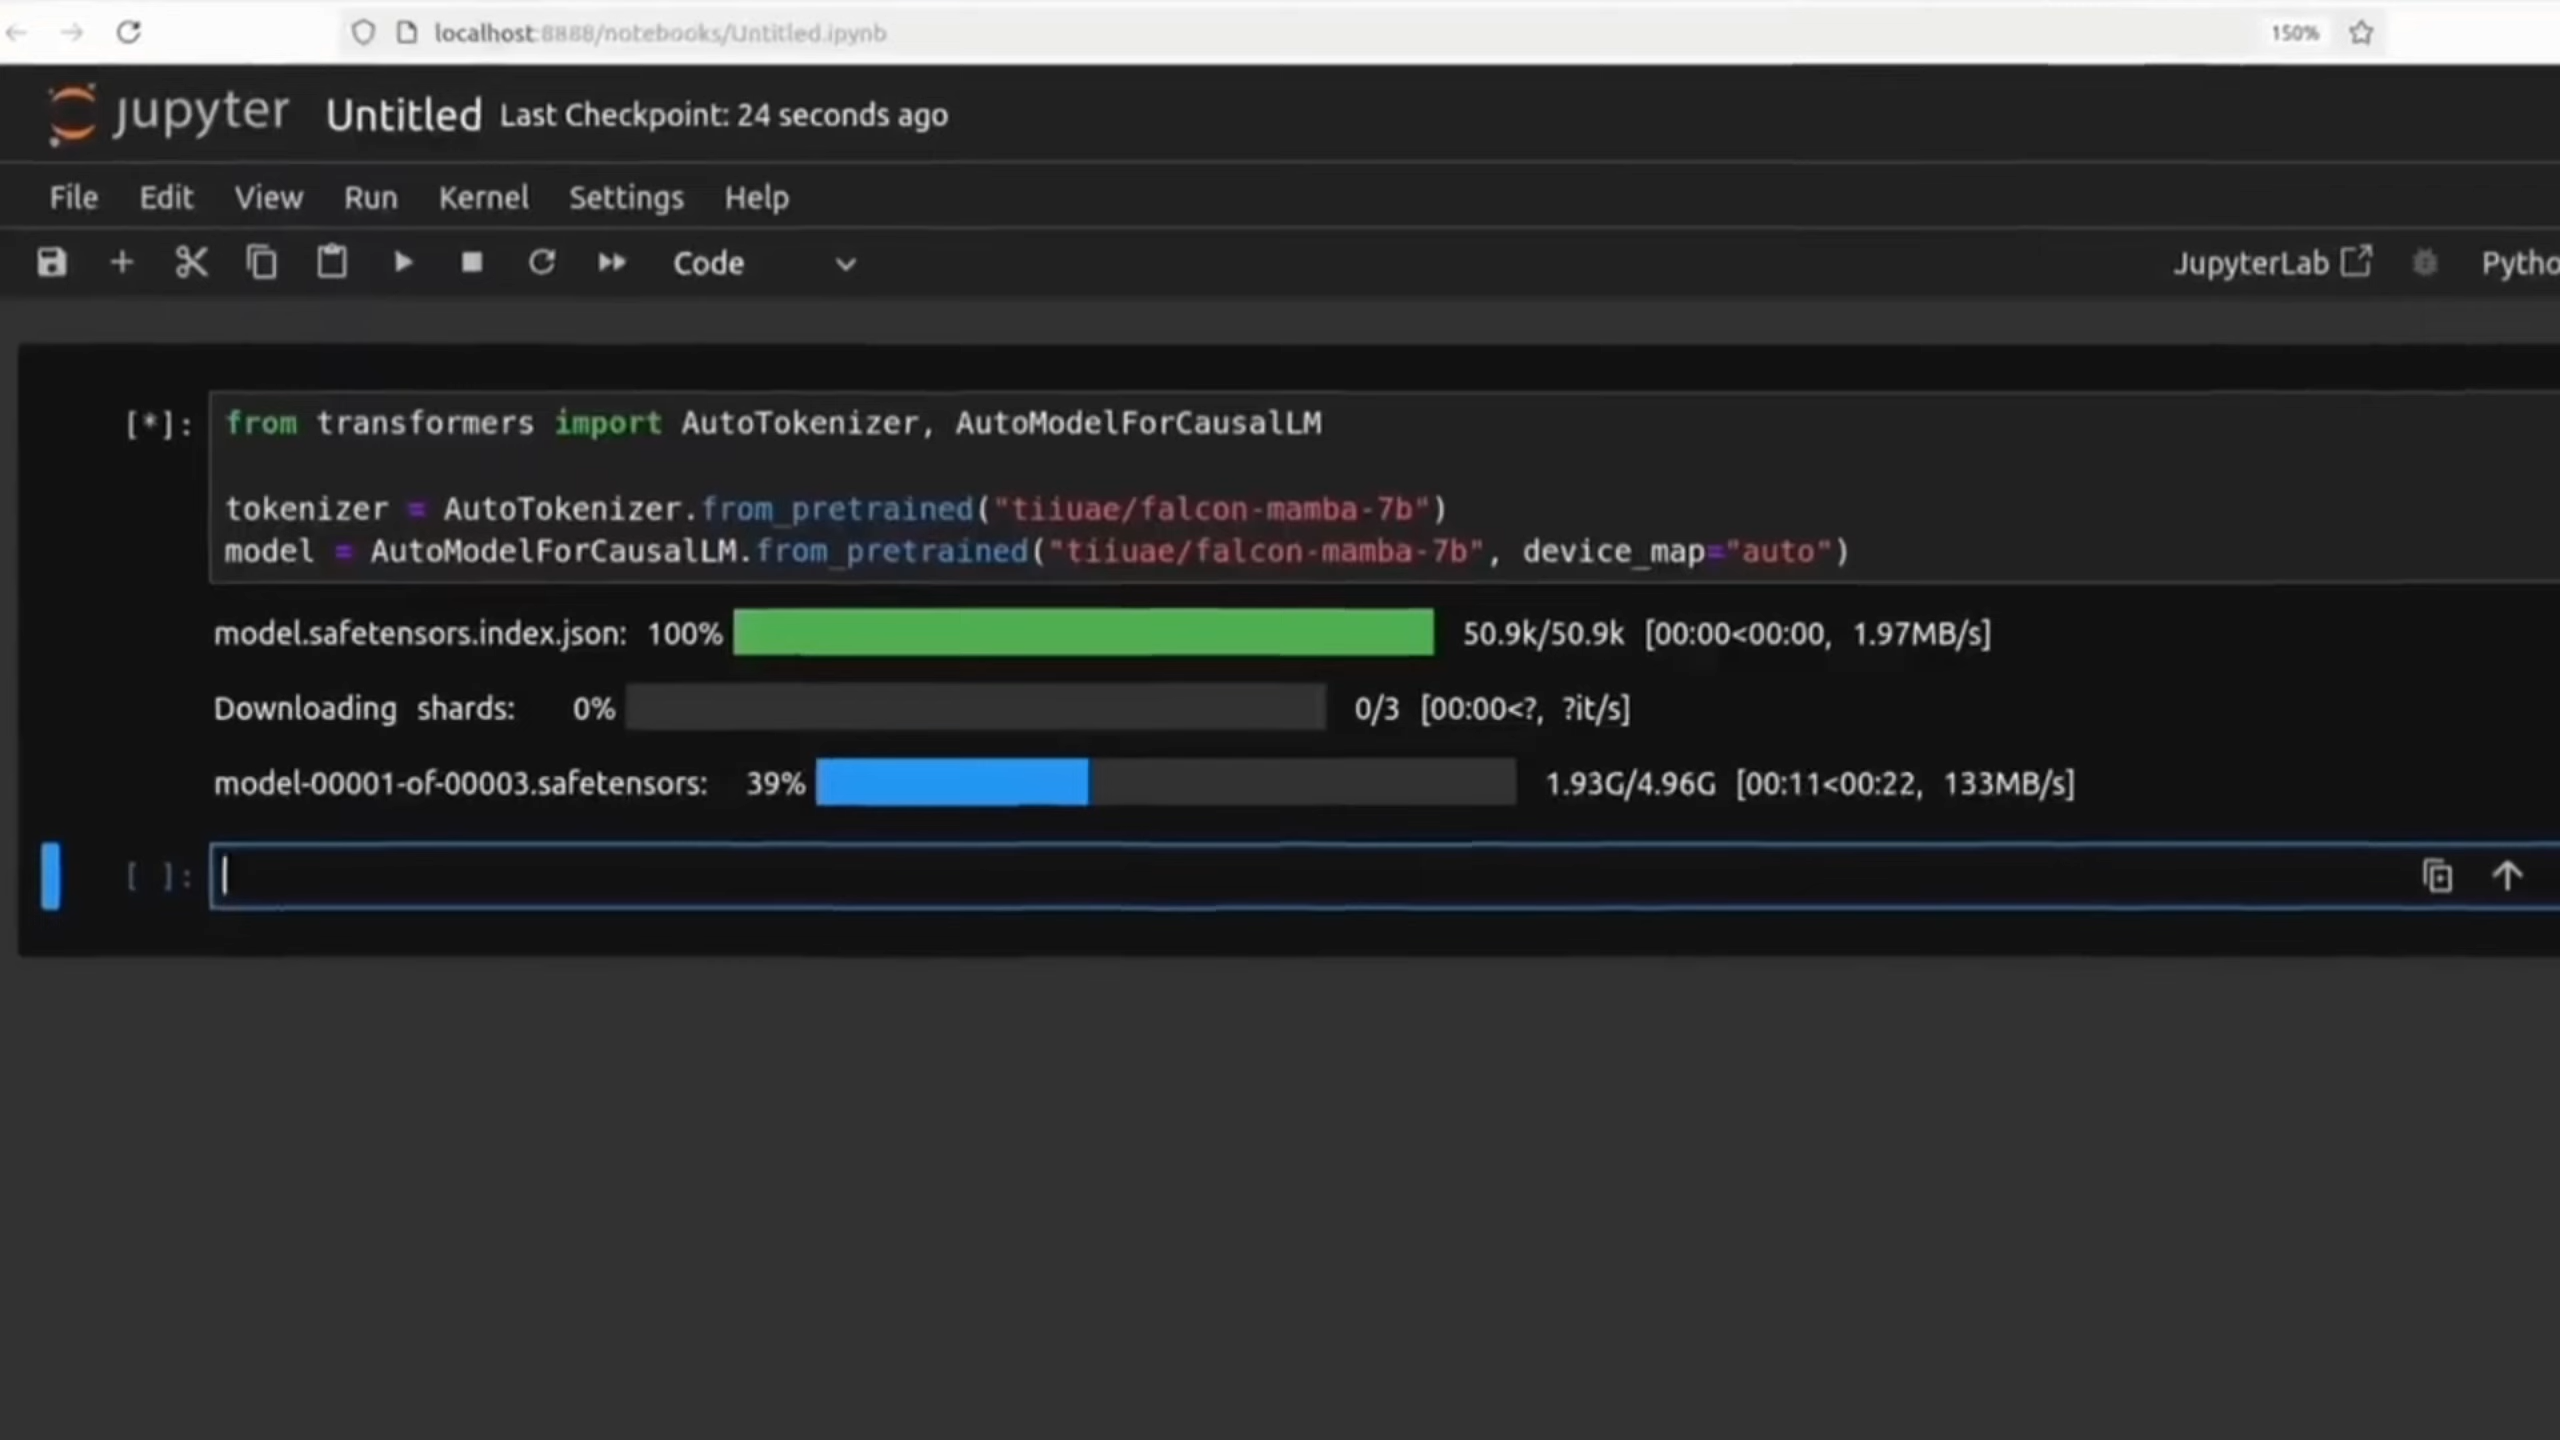 localhost:8888/notebooks/Untitled.ipynb 150%
jupyter Untitled Last Checkpoint: 24 seconds ago
File Edit View Run Kernel Settings Help
Code JupyterLab Pytho
[*]: from transformers import AutoTokenizer, AutoModelForCausalLM
tokenizer = AutoTokenizer.from_pretrained("tiiuae/falcon-mamba-7b")
model = AutoModelForCausalLM.from_pretrained("tiiuae/falcon-mamba-7b", device_map="auto")
model.safetensors.index.json: 100% 50.9k/50.9k [00:00<00:00, 1.97MB/s]
Downloading shards: 0% 0/3 [00:00<?, ?it/s]
model-00001-of-00003.safetensors: 39% 1.93G/4.96G [00:11<00:22, 133MB/s]
[ ]: